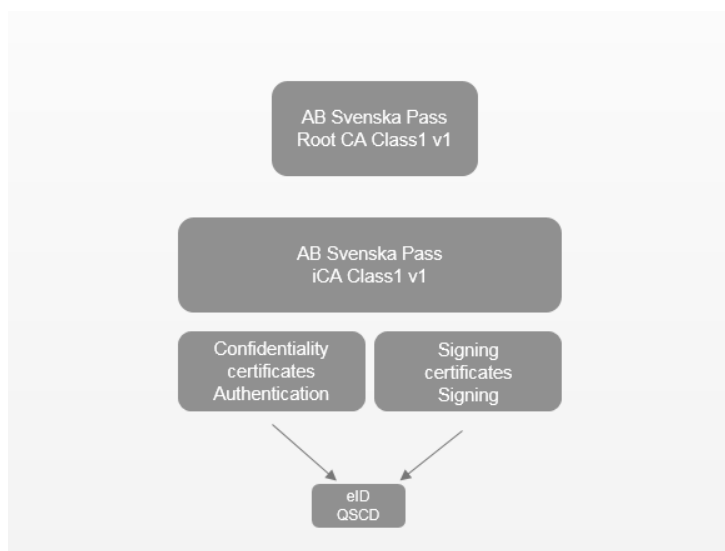 AB Svenska Pass
Root CA Class1 v1
AB Svenska Pass
iCA Class1 v1
Confidentiality
certificates
Authentication
Signing
certificates
Signing
eID
QSCD